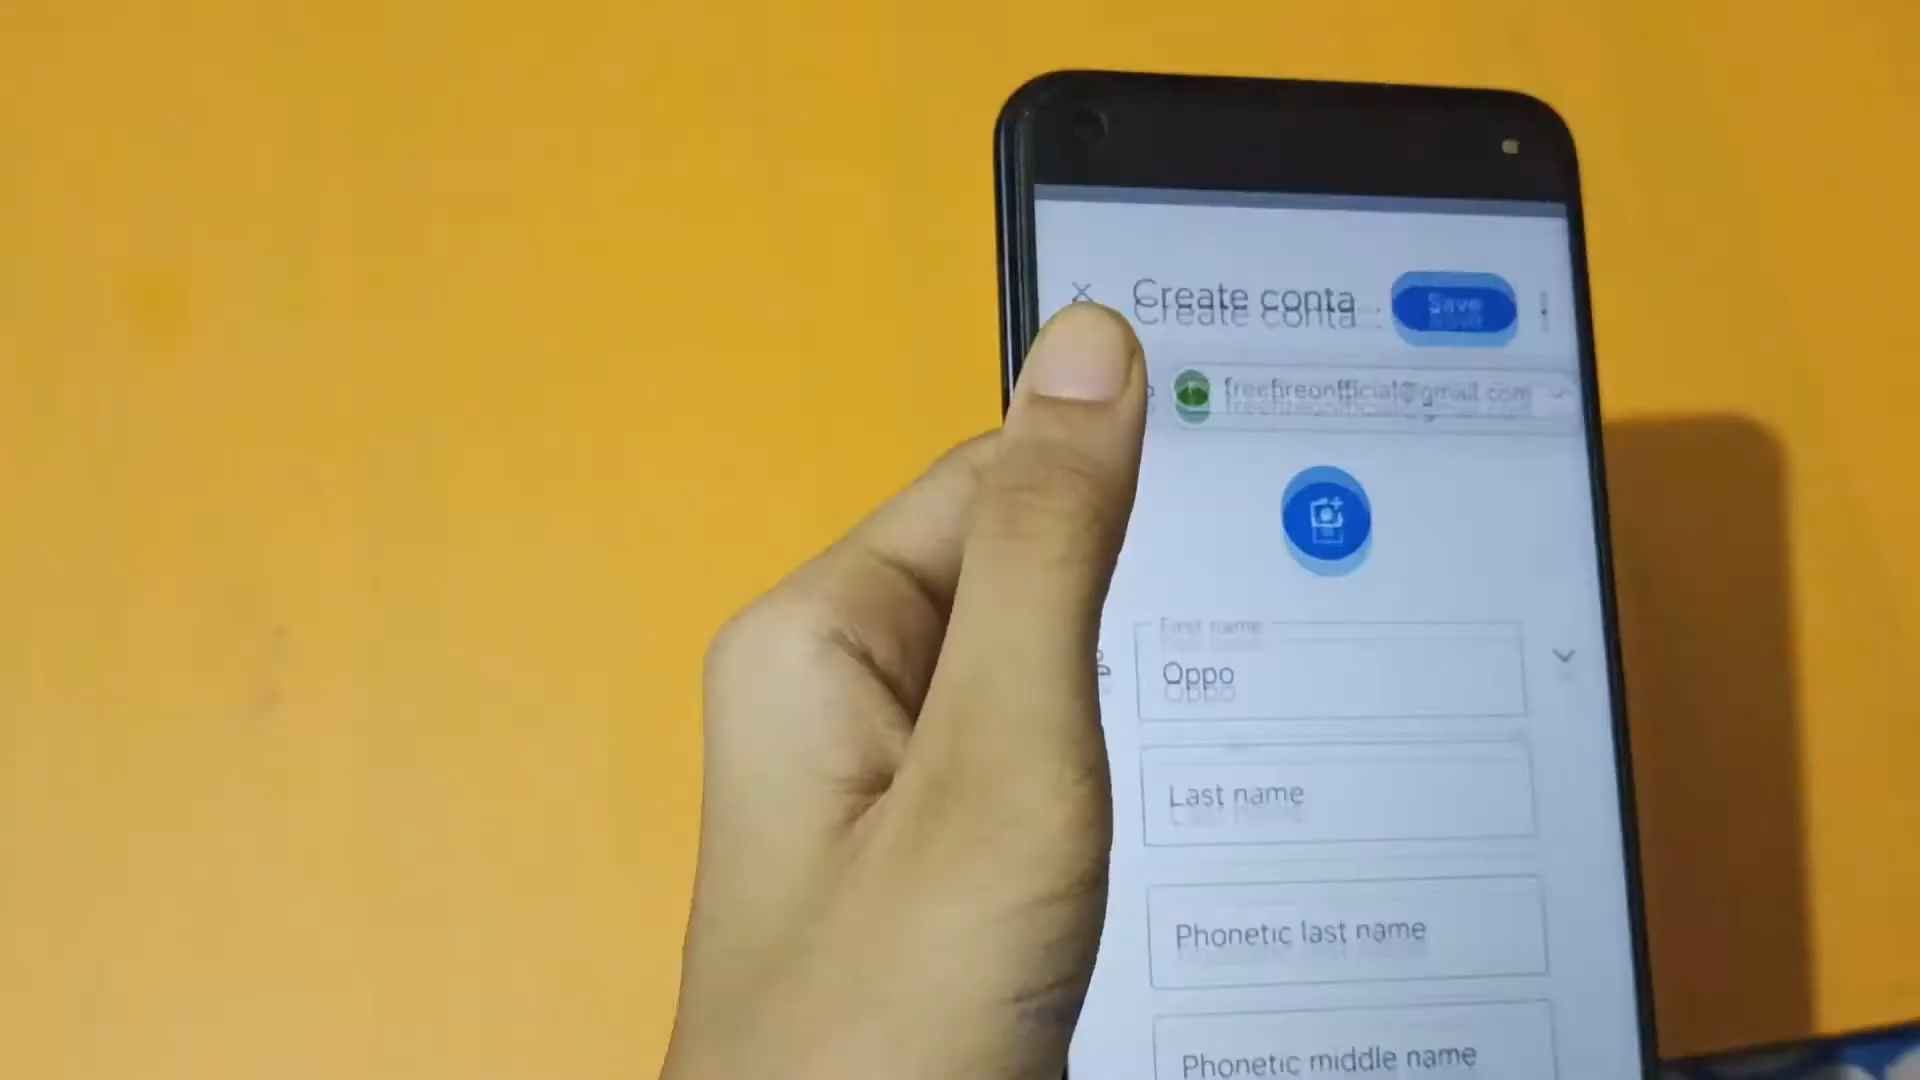 Create conta...
Save
freefireonfficial@gmail.com
First name
Oppo
Last name
Phonetic last name
Phonetic middle name